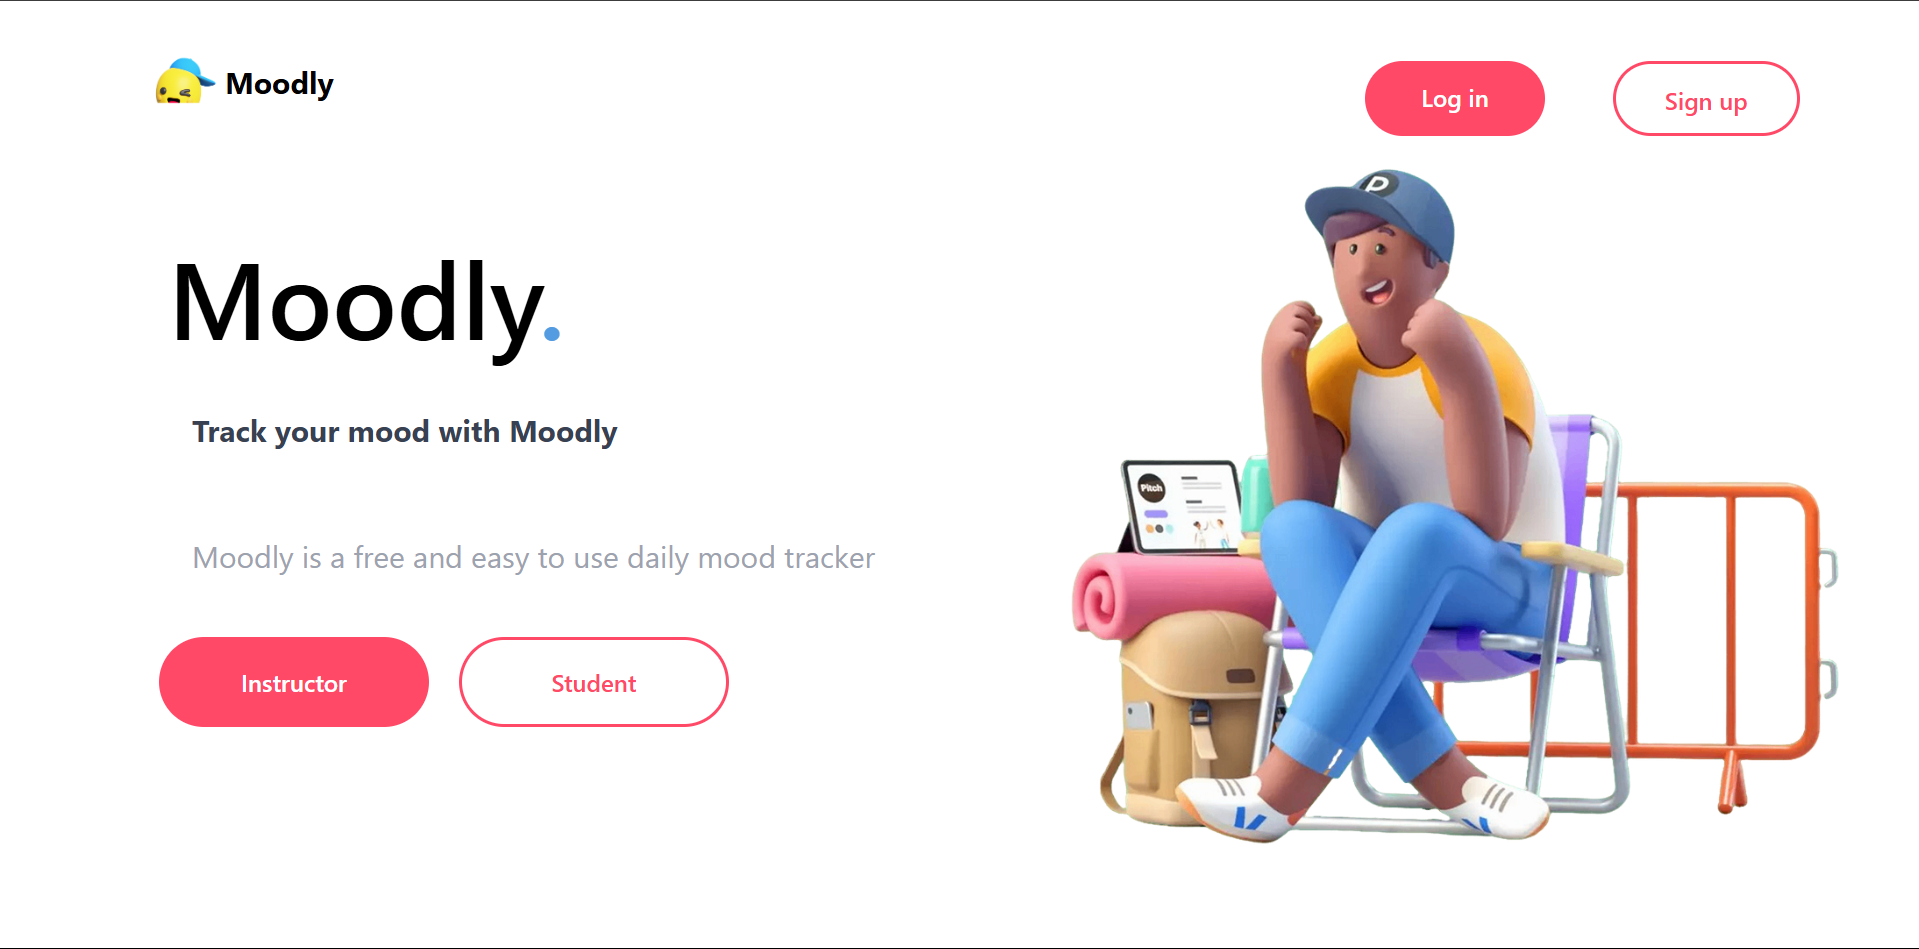 Moodly
Log in
Sign up
Moodly.
Track your mood with Moodly
Moodly is a free and easy to use daily mood tracker
Instructor
Student
P
Pitch